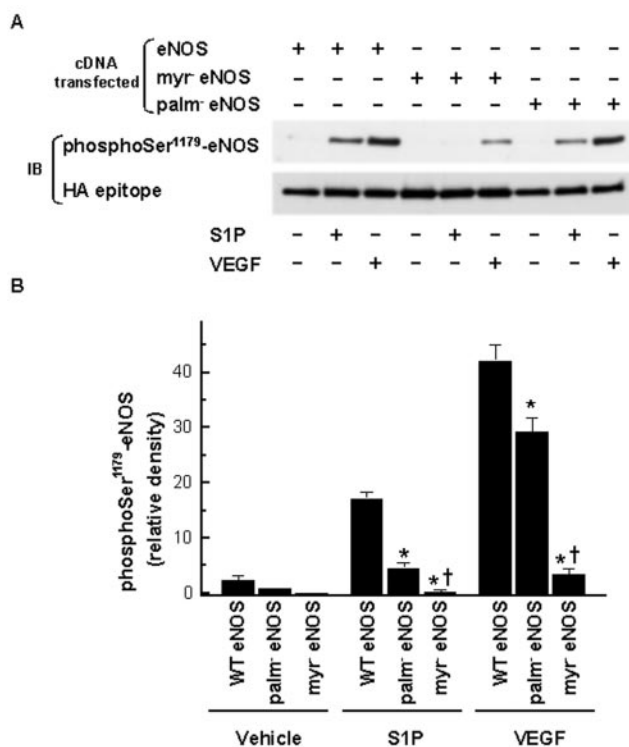 A
cDNA transfected
eNOS + + + - - - - - -
myr⁻ eNOS - - - + + + - - -
palm⁻ eNOS - - - - - - + + +
IB
phosphoSer¹¹⁷⁹-eNOS
HA epitope
S1P - + - - + - - + -
VEGF - - + - - + - - +
B
phosphoSer¹¹⁷⁹-eNOS
(relative density)
40
30
20
10
0
* *† * *†
WT eNOS
palm⁻ eNOS
myr⁻ eNOS
WT eNOS
palm⁻ eNOS
myr⁻ eNOS
WT eNOS
palm⁻ eNOS
myr⁻ eNOS
Vehicle S1P VEGF